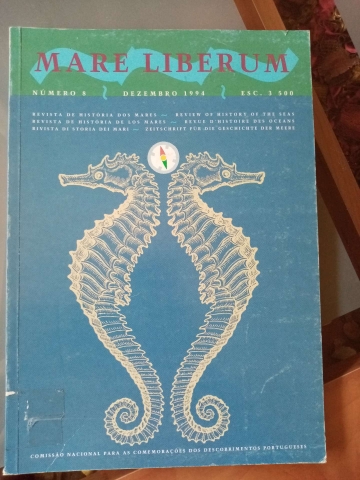 MARE LIBERUM
NÚMERO 8 DEZEMBRO 1994 ESC. 3 500
REVISTA DE HISTÓRIA DOS MARES — REVIEW OF HISTORY OF THE SEAS
REVISTA DE HISTÓRIA DE LOS MARES — REVUE D'HISTOIRE DES OCEANS
RIVISTA DI STORIA DEI MARI — ZEITSCHRIFT FÜR DIE GESCHICHTE DER MEERE
COMISSÃO NACIONAL PARA AS COMEMORAÇÕES DOS DESCOBRIMENTOS PORTUGUESES